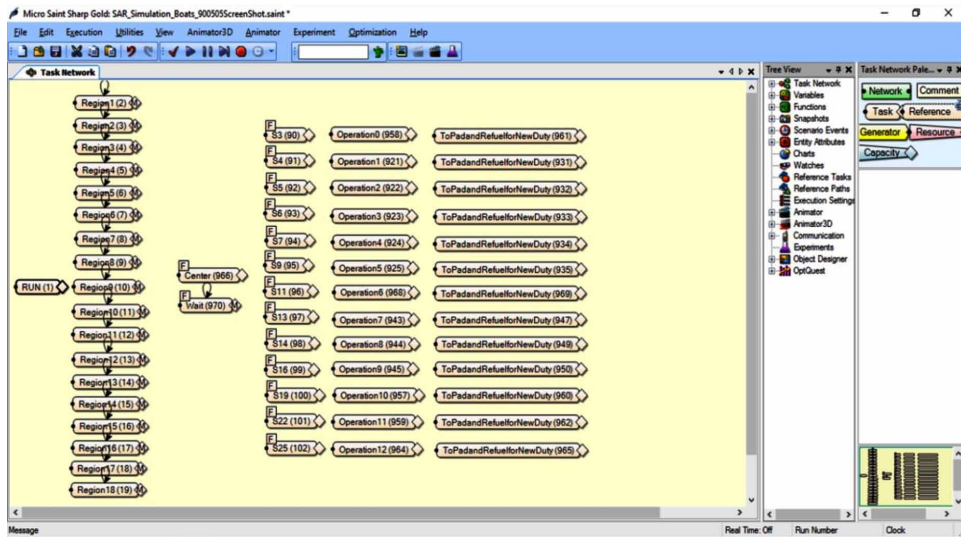 Micro Saint Sharp Gold: SAR_Simulation_Boats_900505ScreenShot.saint *
File Edit Execution Utilities View Animator3D Animator Experiment Optimization Help
Task Network
Region1 (2)
Region2 (3)
Region3 (4)
Region4 (5)
Region5 (6)
Region6 (7)
Region7 (8)
Region8 (9)
RUN (1) Region9 (10)
Region10 (11)
Region11 (12)
Region12 (13)
Region13 (14)
Region14 (15)
Region15 (16)
Region16 (17)
Region17 (18)
Region18 (19)
F
Center (966)
F
Wait (970)
F
S3 (90) Operation0 (958) ToPadandRefuelforNewDuty (961)
F
S4 (91) Operation1 (921) ToPadandRefuelforNewDuty (931)
F
S5 (92) Operation2 (922) ToPadandRefuelforNewDuty (932)
F
S6 (93) Operation3 (923) ToPadandRefuelforNewDuty (933)
F
S7 (94) Operation4 (924) ToPadandRefuelforNewDuty (934)
F
S9 (95) Operation5 (925) ToPadandRefuelforNewDuty (935)
F
S11 (96) Operation6 (968) ToPadandRefuelforNewDuty (969)
F
S13 (97) Operation7 (943) ToPadandRefuelforNewDuty (947)
F
S14 (98) Operation8 (944) ToPadandRefuelforNewDuty (949)
F
S16 (99) Operation9 (945) ToPadandRefuelforNewDuty (950)
F
S19 (100) Operation10 (957) ToPadandRefuelforNewDuty (960)
F
S22 (101) Operation11 (959) ToPadandRefuelforNewDuty (962)
F
S25 (102) Operation12 (964) ToPadandRefuelforNewDuty (965)
Tree View
Task Network
Variables
Functions
Snapshots
Scenario Events
Entity Attributes
Charts
Watches
Reference Tasks
Reference Paths
Execution Settings
Animator
Animator3D
Communication
Experiments
Object Designer
OptQuest
Task Network Pale...
Network Comment
Task Reference
Generator Resource
Capacity
Message Real Time: Off Run Number Clock